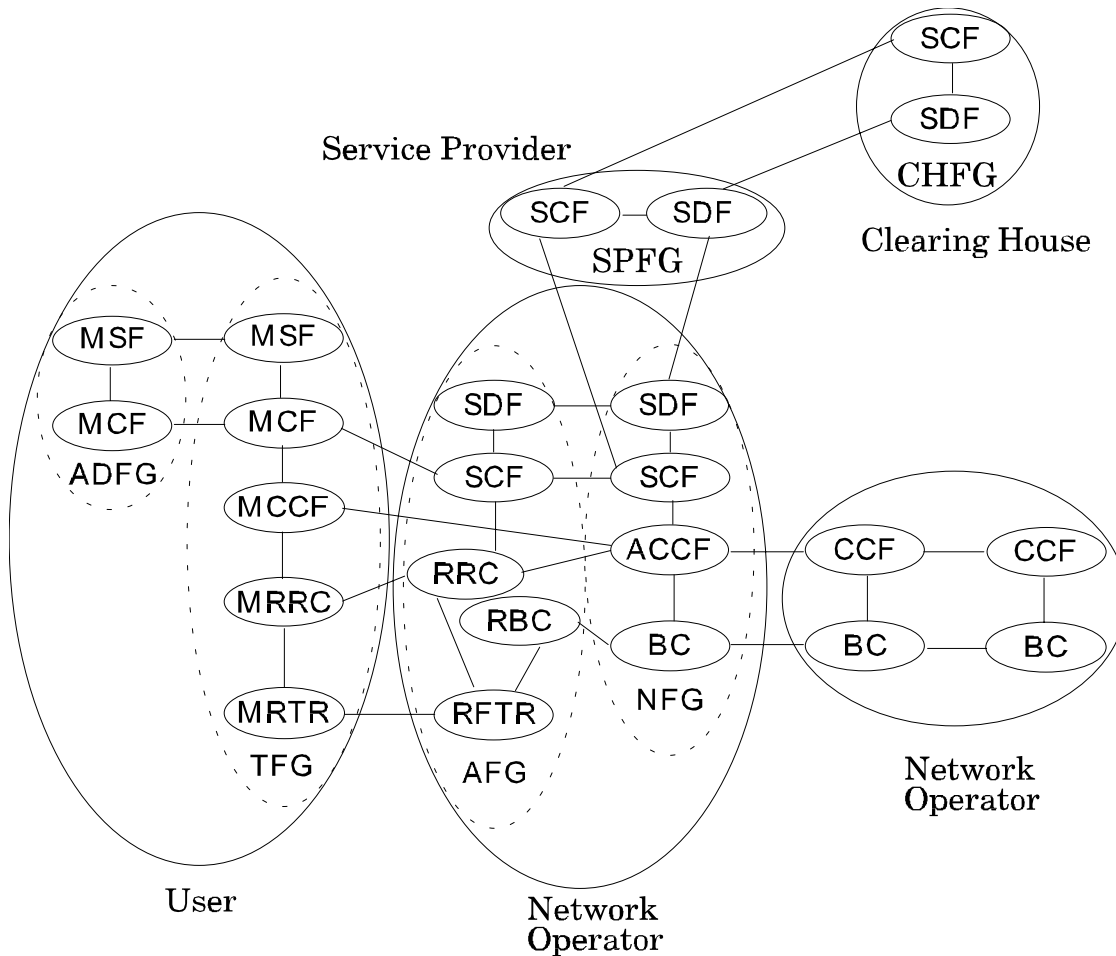 SCF
SDF
CHFG
Clearing House
Service Provider
SCF
SDF
SPFG
MSF
MSF
MCF
MCF
ADFG
MCCF
MRRC
MRTR
TFG
User
SDF
SDF
SCF
SCF
ACCF
RRC
RBC
BC
NFG
RFTR
AFG
Network
Operator
CCF
CCF
BC
BC
Network
Operator